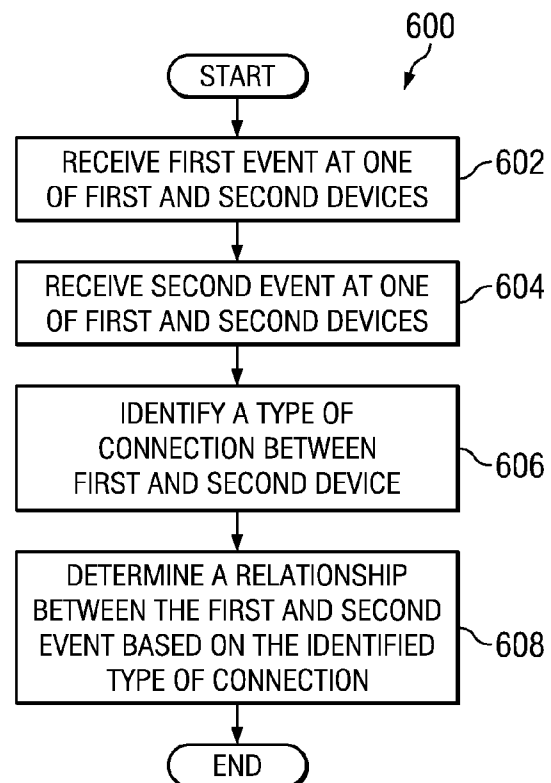 600
START
RECEIVE FIRST EVENT AT ONE
OF FIRST AND SECOND DEVICES
602
RECEIVE SECOND EVENT AT ONE
OF FIRST AND SECOND DEVICES
604
IDENTIFY A TYPE OF
CONNECTION BETWEEN
FIRST AND SECOND DEVICE
606
DETERMINE A RELATIONSHIP
BETWEEN THE FIRST AND SECOND
EVENT BASED ON THE IDENTIFIED
TYPE OF CONNECTION
608
END